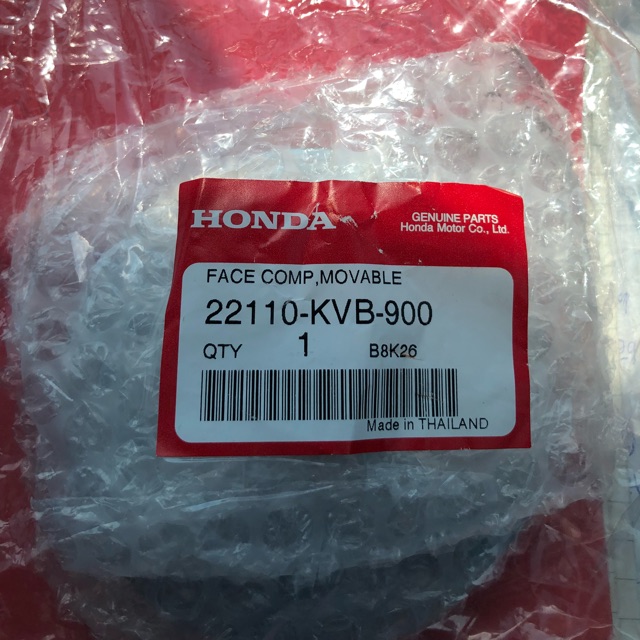 HONDA
GENUINE PARTS
Honda Motor Co., Ltd.
FACE COMP,MOVABLE
22110-KVB-900
QTY 1 B8K26
Made in THAILAND